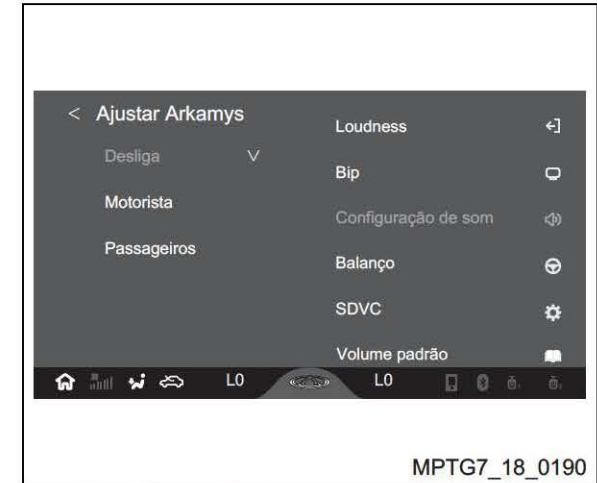 < Ajustar Arkamys
Desliga V
Motorista
Passageiros
Loudness
Bip
Configuração de som
Balanço
SDVC
Volume padrão
L0 L0
MPTG7_18_0190